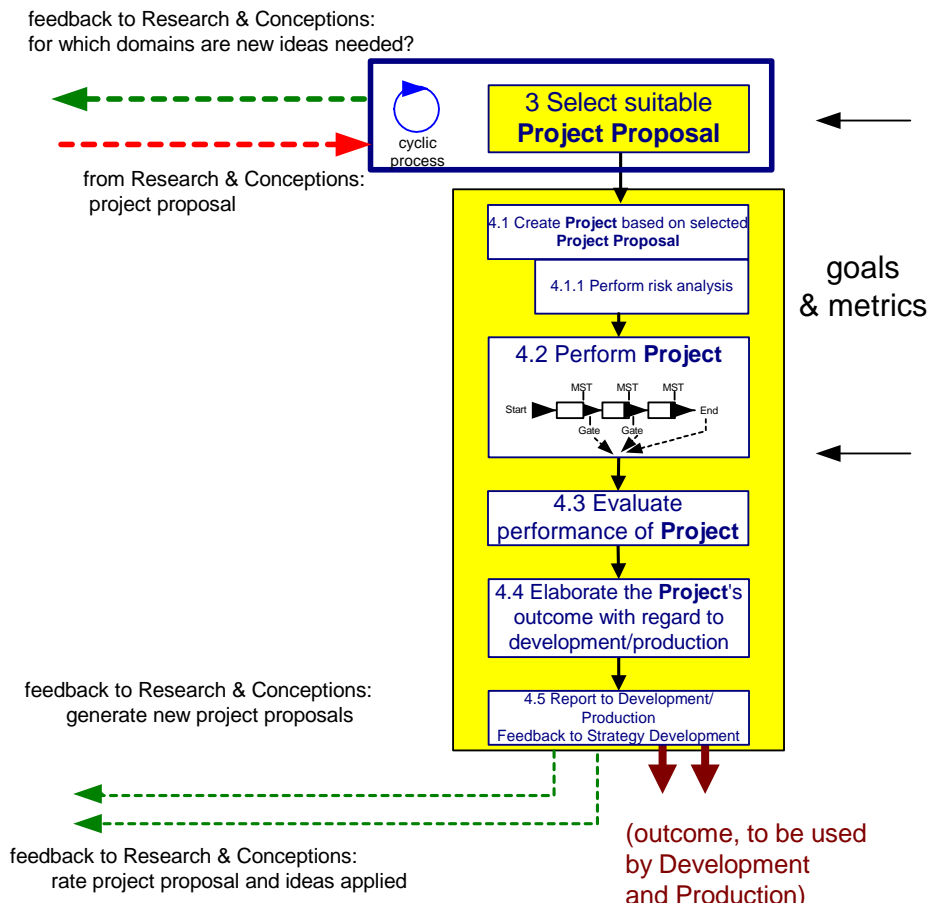 feedback to Research & Conceptions:
for which domains are new ideas needed?
3 Select suitable
Project Proposal
cyclic
process
from Research & Conceptions:
project proposal
4.1 Create Project based on selected
Project Proposal
4.1.1 Perform risk analysis
goals
& metrics
4.2 Perform Project
MST
MST
MST
Start
End
Gate
Gate
4.3 Evaluate
performance of Project
4.4 Elaborate the Project's
outcome with regard to
development/production
feedback to Research & Conceptions:
generate new project proposals
4.5 Report to Development/
Production
Feedback to Strategy Development
feedback to Research & Conceptions:
rate project proposal and ideas applied
(outcome, to be used
by Development
and Production)